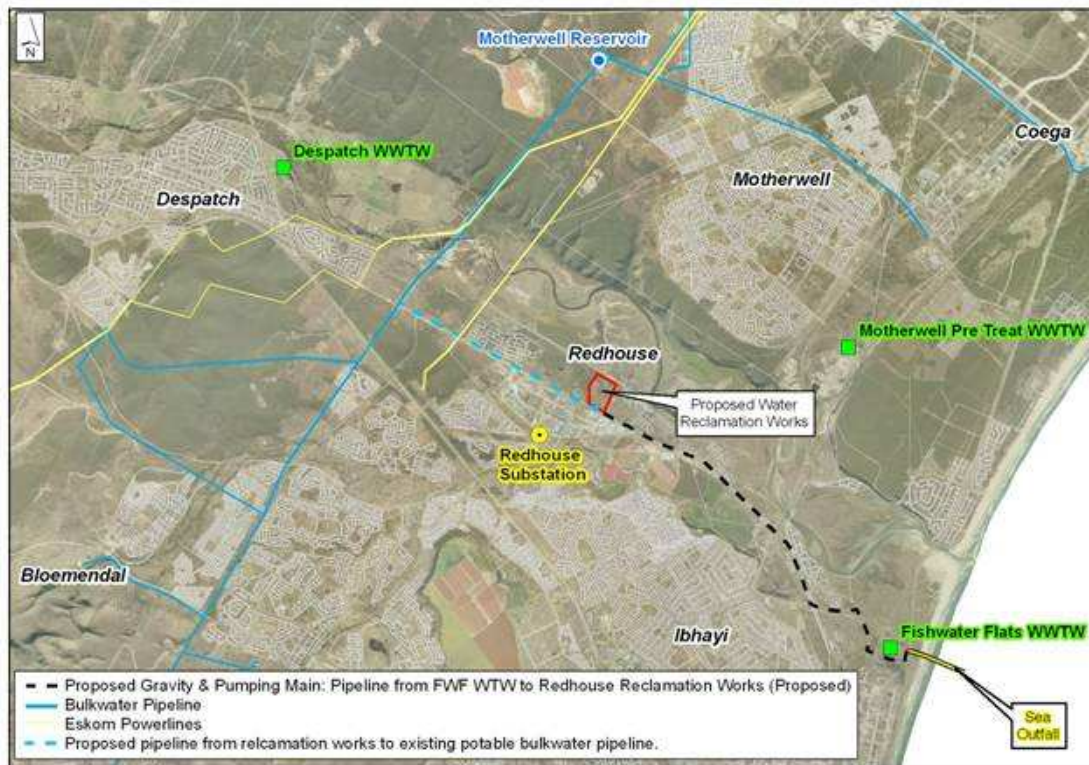 N
Motherwell Reservoir
Coega
Despatch WWTW
Motherwell
Despatch
Motherwell Pre Treat WWTW
Redhouse
Proposed Water
Reclamation Works
Redhouse
Substation
Bloemendal
Ibhayi
Fishwater Flats WWTW
Sea
Outfall
Proposed Gravity & Pumping Main: Pipeline from FWF WTW to Redhouse Reclamation Works (Proposed)
Bulkwater Pipeline
Eskom Powerlines
Proposed pipeline from relcamation works to existing potable bulkwater pipeline.